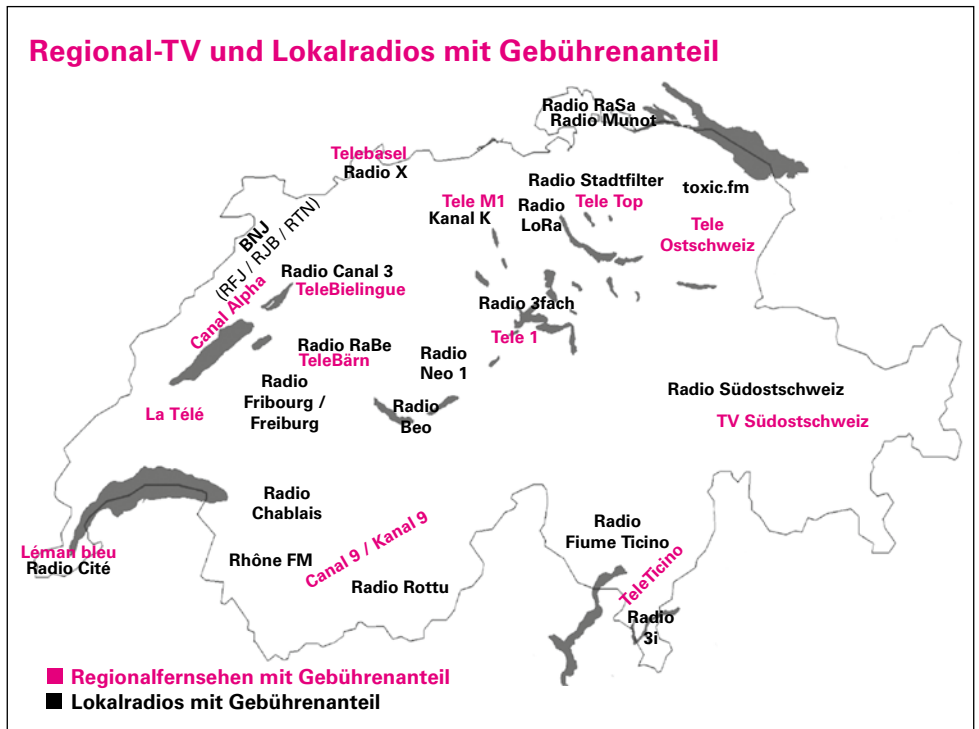 Regional-TV und Lokalradios mit Gebührenanteil
Radio RaSa
Radio Munot
Telebasel
Radio X
Radio Stadtfilter
toxic.fm
Tele M1
Kanal K
Radio
LoRa
Tele Top
Tele
Ostschweiz
BNJ
(RFJ / RJB / RTN)
Canal Alpha
Radio Canal 3
TeleBielingue
Radio 3fach
Tele 1
Radio RaBe
TeleBärn
Radio
Neo 1
Radio
Fribourg /
Freiburg
Radio
Beo
La Télé
Radio Südostschweiz
TV Südostschweiz
Radio
Chablais
Canal 9 / Kanal 9
Radio
Fiume Ticino
TeleTicino
Léman bleu
Radio Cité
Rhône FM
Radio Rottu
Radio
3i
Regionalfernsehen mit Gebührenanteil
Lokalradios mit Gebührenanteil